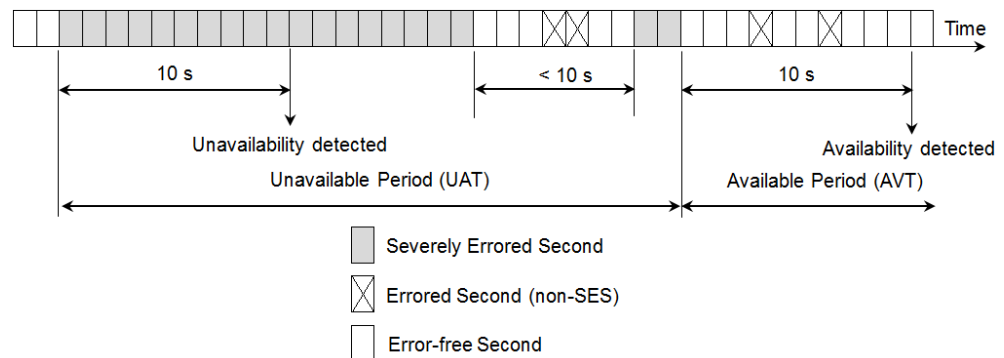 Time
10 s
< 10 s
10 s
Unavailability detected
Availability detected
Unavailable Period (UAT)
Available Period (AVT)
Severely Errored Second
Errored Second (non-SES)
Error-free Second